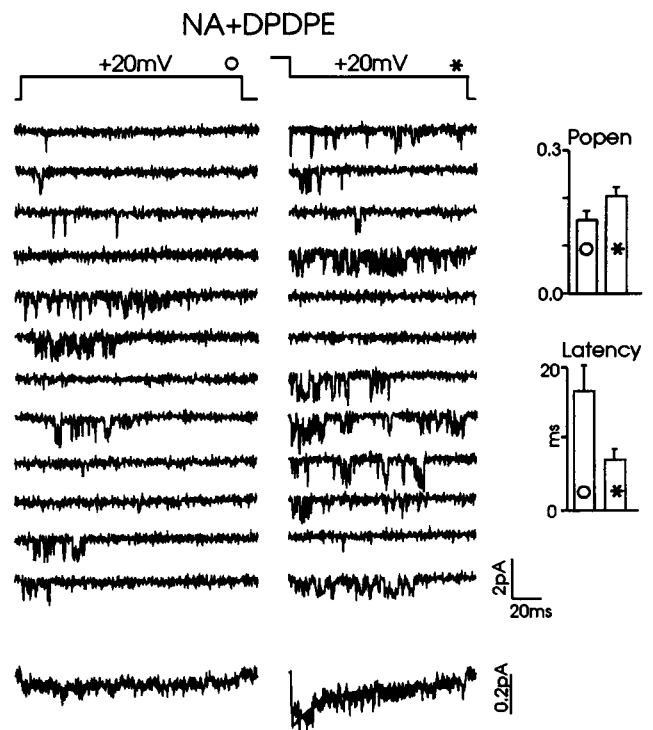 NA+DPDPE
+20mV O
+20mV *
Popen
0.3
O *
0.0
Latency
20
ms
O *
0
2pA
20ms
0.2pA